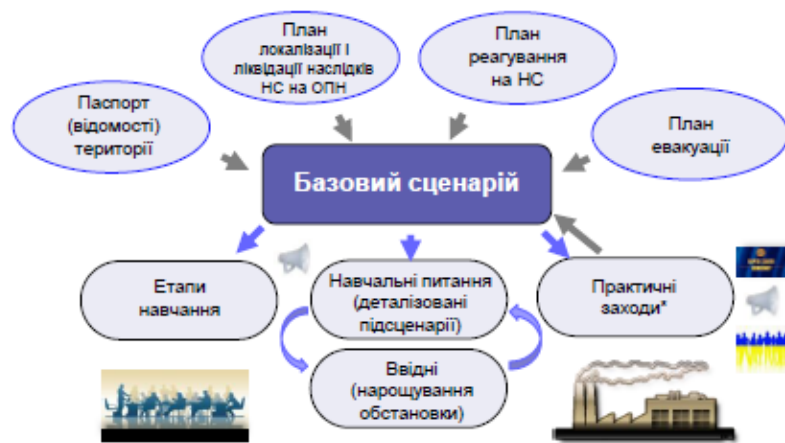 План
локалізації і
ліквідації наслідків
НС на ОПН
План
реагування
на НС
Паспорт
(відомості)
території
План
евакуації
Базовий сценарій
Етапи
навчання
Навчальні питання
(деталізовані
підсценарії)
Практичні
заходи*
Ввідні
(нарощування
обстановки)